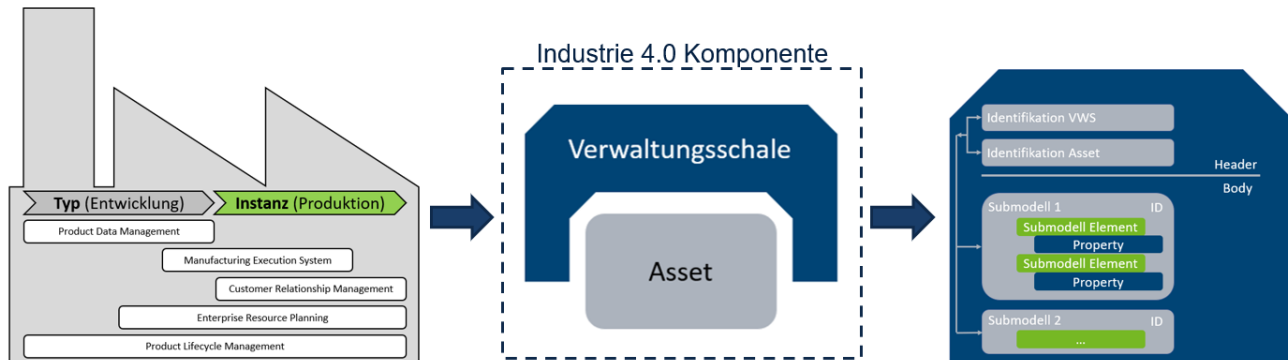 Typ (Entwicklung)
Instanz (Produktion)
Product Data Management
Manufacturing Execution System
Customer Relationship Management
Enterprise Resource Planning
Product Lifecycle Management
Industrie 4.0 Komponente
Verwaltungsschale
Asset
Identifikation VWS
Identifikation Asset
Header
Body
Submodell 1 ID
Submodell Element
Property
Submodell Element
Property
Submodell 2 ID
...